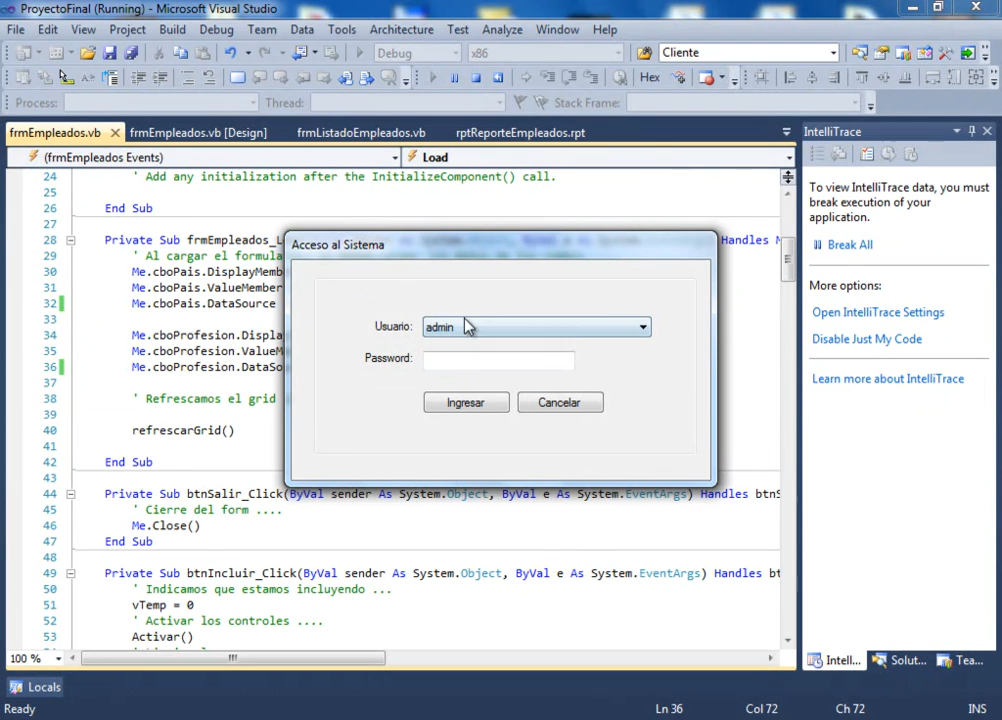 ProyectoFinal (Running) - Microsoft Visual Studio
File Edit View Project Build Debug Team Data Tools Architecture Test Analyze Window Help
Debug x86 Cliente
Hex
Process: Thread: Stack Frame:
frmEmpleados.vb frmEmpleados.vb [Design] frmListadoEmpleados.vb rptReporteEmpleados.rpt
(frmEmpleados Events) Load
24 ' Add any initialization after the InitializeComponent() call.
25
26 End Sub
27
28 Private Sub frmEmpleados_ Handles
29 ' Al cargar el formula
30 Me.cboPais.DisplayMemb
31 Me.cboPais.ValueMember
32 Me.cboPais.DataSource
33
34 Me.cboProfesion.Displa
35 Me.cboProfesion.ValueM
36 Me.cboProfesion.DataSo
37
38 ' Refrescamos el grid
39
40 refrescarGrid()
41
42 End Sub
43
44 Private Sub btnSalir_Click(ByVal sender As System.Object, ByVal e As System.EventArgs) Handles btnS
45 ' Cierre del form ....
46 Me.Close()
47 End Sub
48
49 Private Sub btnIncluir_Click(ByVal sender As System.Object, ByVal e As System.EventArgs) Handles bt
50 ' Indicamos que estamos incluyendo ...
51 vTemp = 0
52 ' Activar los controles ....
53 Activar()
100 %
Acceso al Sistema
Usuario: admin
Password:
Ingresar Cancelar
IntelliTrace
To view IntelliTrace data, you must
break execution of your
application.
Break All
More options:
Open IntelliTrace Settings
Disable Just My Code
Learn more about IntelliTrace
Intell... Solut... Tea...
Locals
Ready Ln 36 Col 72 Ch 72 INS